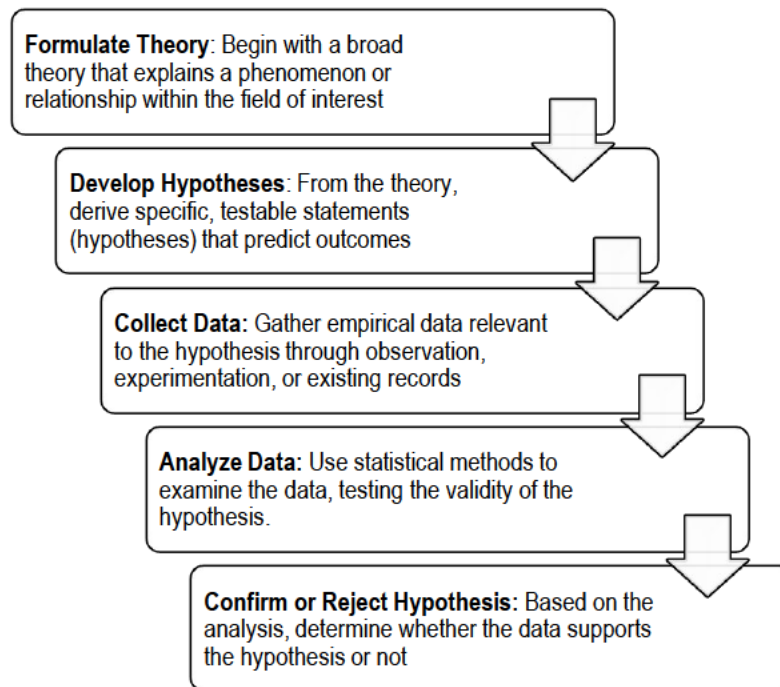 Formulate Theory: Begin with a broad
theory that explains a phenomenon or
relationship within the field of interest
Develop Hypotheses: From the theory,
derive specific, testable statements
(hypotheses) that predict outcomes
Collect Data: Gather empirical data relevant
to the hypothesis through observation,
experimentation, or existing records
Analyze Data: Use statistical methods to
examine the data, testing the validity of the
hypothesis.
Confirm or Reject Hypothesis: Based on the
analysis, determine whether the data supports
the hypothesis or not